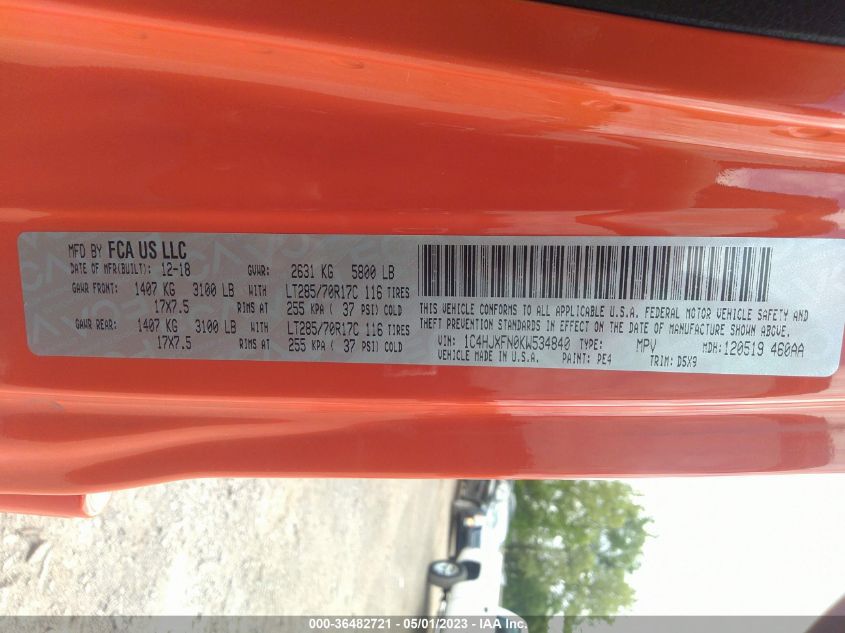 MFD BY FCA US LLC
DATE OF MFR(BUILT): 12-18 GVWR: 2631 KG 5800 LB
GAWR FRONT: 1407 KG 3100 LB WITH LT285/70R17C 116 TIRES
17X7.5 RIMS AT 255 KPA ( 37 PSI) COLD
GAWR REAR: 1407 KG 3100 LB WITH LT285/70R17C 116 TIRES
17X7.5 RIMS AT 255 KPA ( 37 PSI) COLD
THIS VEHICLE CONFORMS TO ALL APPLICABLE U.S.A. FEDERAL MOTOR VEHICLE SAFETY AND
THEFT PREVENTION STANDARDS IN EFFECT ON THE DATE OF MANUFACTURE SHOWN ABOVE.
VIN: 1C4HJXFN0KW534840 TYPE: MPV MDH: 120519 460AA
VEHICLE MADE IN U.S.A. PAINT: PE4 TRIM: D5X9
000-36482721 - 05/01/2023 - IAA Inc.